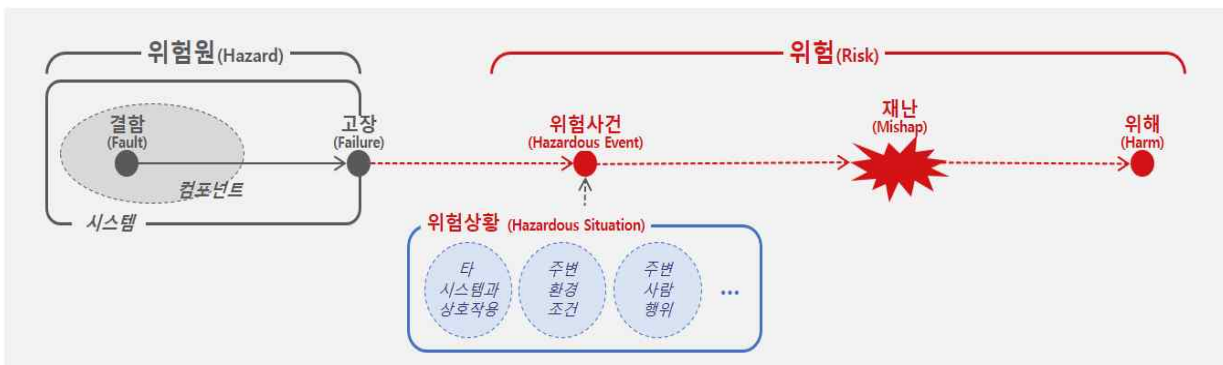 위험원(Hazard)
위험(Risk)
결함
(Fault)
고장
(Failure)
위험사건
(Hazardous Event)
재난
(Mishap)
위해
(Harm)
컴포넌트
시스템
위험상황 (Hazardous Situation)
타
시스템과
상호작용
주변
환경
조건
주변
사람
행위
...